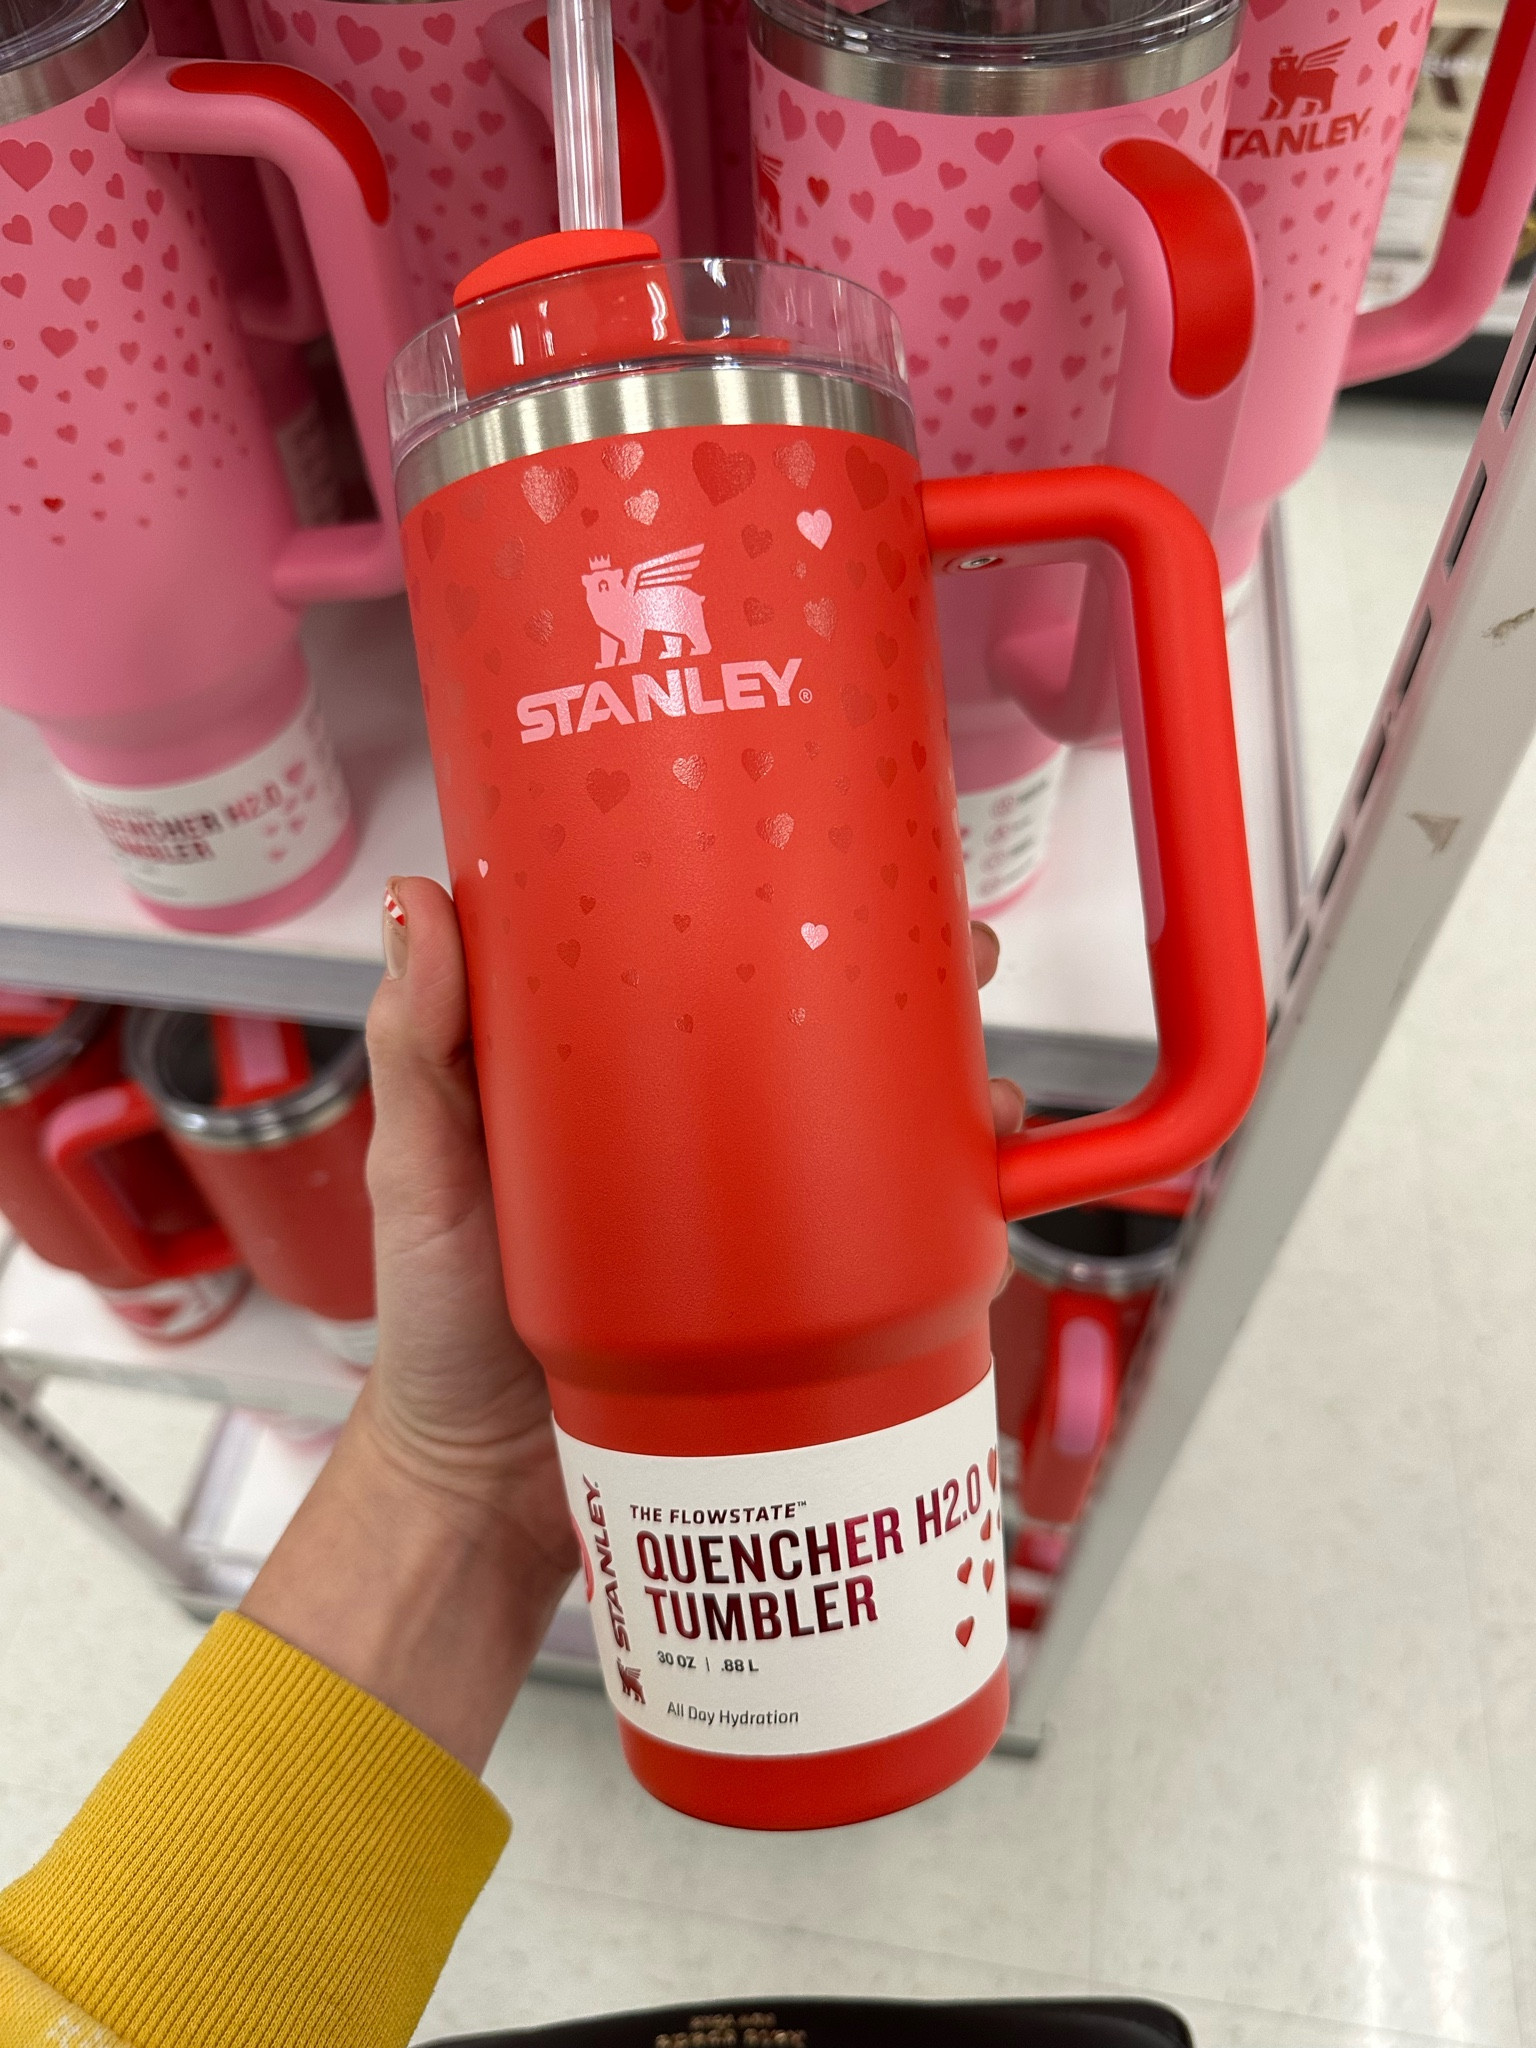 STANLEY
STANLEY®
QUENCHER H2.0
TUMBLER
STANLEY.
THE FLOWSTATE™
QUENCHER H2.0
TUMBLER
30 OZ | .88 L
All Day Hydration